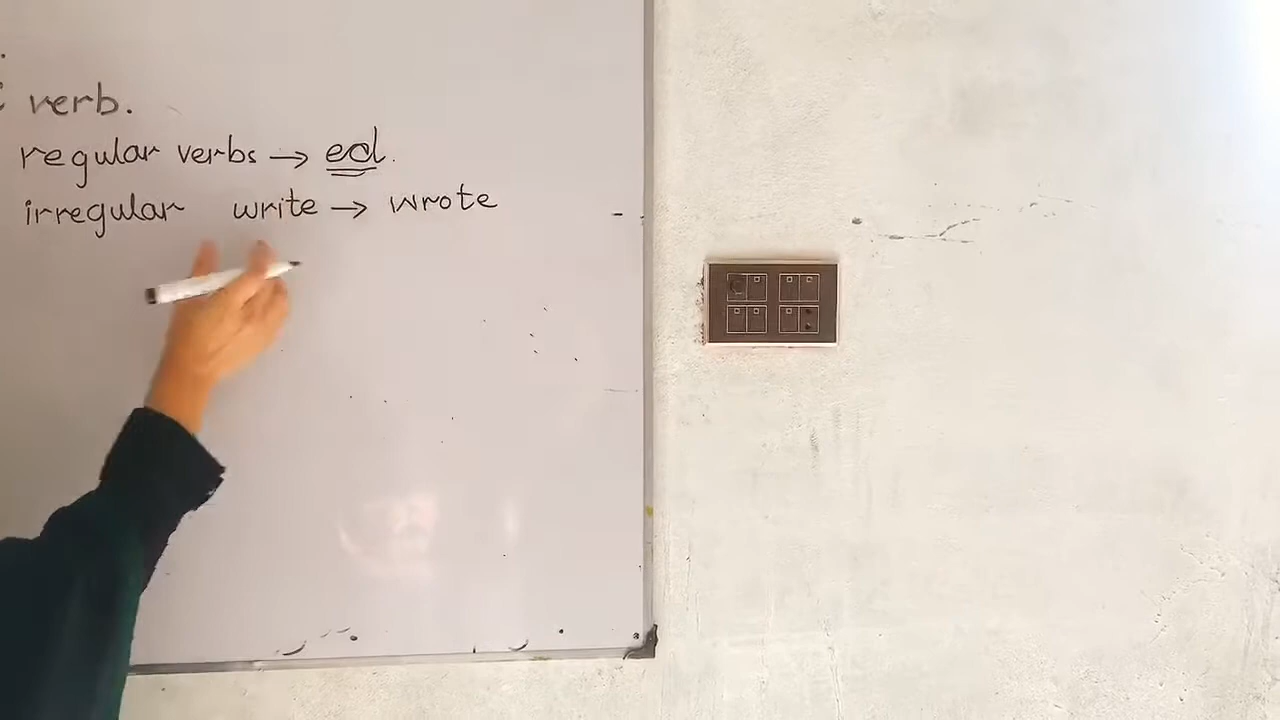 verb.
regular verbs → ed.
irregular write → wrote